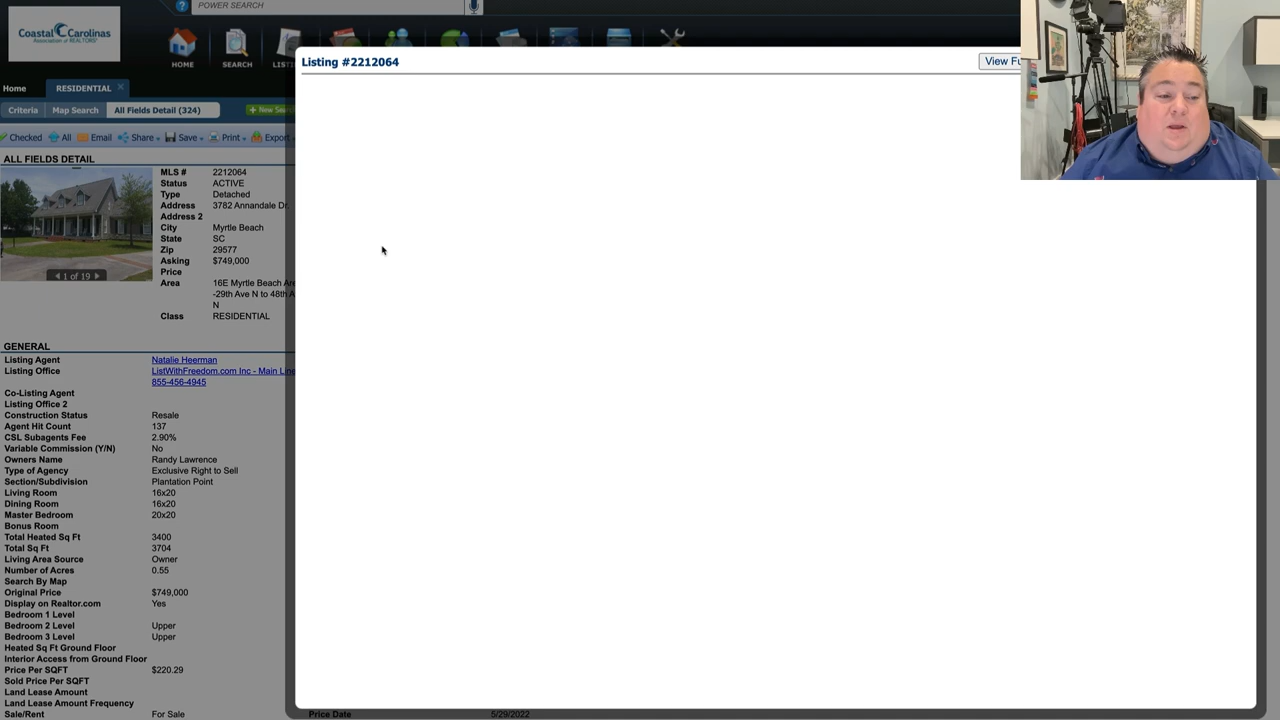 Coastal Carolinas
Association of REALTORS®
? POWER SEARCH
HOME
SEARCH
Listing #2212064
View Fu
Home
RESIDENTIAL
Criteria
Map Search
All Fields Detail (324)
Checked
All
Email
Share
Save
Print
Export
ALL FIELDS DETAIL
MLS # 2212064
Status ACTIVE
Type Detached
Address 3782 Annandale Dr.
Address 2
City Myrtle Beach
State SC
Zip 29577
Asking $749,000
Price
Area 16E Myrtle Beach Are
-29th Ave N to 48th A
N
Class RESIDENTIAL
1 of 19
GENERAL
Listing Agent Natalie Heerman
Listing Office ListWithFreedom.com Inc - Main Line
855-456-4945
Co-Listing Agent
Listing Office 2
Construction Status Resale
Agent Hit Count 137
CSL Subagents Fee 2.90%
Variable Commission (Y/N) No
Owners Name Randy Lawrence
Type of Agency Exclusive Right to Sell
Section/Subdivision Plantation Point
Living Room 16x20
Dining Room 16x20
Master Bedroom 20x20
Bonus Room
Total Heated Sq Ft 3400
Total Sq Ft 3704
Living Area Source Owner
Number of Acres 0.55
Search By Map
Original Price $749,000
Display on Realtor.com Yes
Bedroom 1 Level
Bedroom 2 Level Upper
Bedroom 3 Level Upper
Heated Sq Ft Ground Floor
Interior Access from Ground Floor
Price Per SQFT $220.29
Sold Price Per SQFT
Land Lease Amount
Land Lease Amount Frequency
Sale/Rent For Sale Price Date 5/29/2022